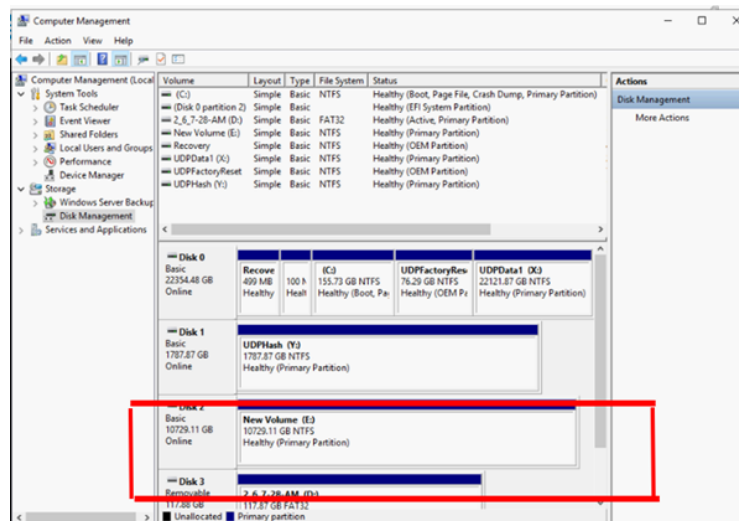 Computer Management
File Action View Help
Computer Management (Local
System Tools
Task Scheduler
Event Viewer
Shared Folders
Local Users and Groups
Performance
Device Manager
Storage
Windows Server Backup
Disk Management
Services and Applications
Volume Layout Type File System Status
(C:) Simple Basic NTFS Healthy (Boot, Page File, Crash Dump, Primary Partition)
(Disk 0 partition 2) Simple Basic Healthy (EFI System Partition)
2_6_7-28-AM (D:) Simple Basic FAT32 Healthy (Active, Primary Partition)
New Volume (E:) Simple Basic NTFS Healthy (Primary Partition)
Recovery Simple Basic NTFS Healthy (OEM Partition)
UDPData1 (X:) Simple Basic NTFS Healthy (Primary Partition)
UDPFactoryReset Simple Basic NTFS Healthy (OEM Partition)
UDPHash (Y:) Simple Basic NTFS Healthy (Primary Partition)
Actions
Disk Management
More Actions
Disk 0
Basic
22354.48 GB
Online
Recove
499 MB
Healthy
100 M
Healt
(C:)
155.73 GB NTFS
Healthy (Boot, Pa
UDPFactoryRes
76.29 GB NTFS
Healthy (OEM Pa
UDPData1 (X:)
22121.87 GB NTFS
Healthy (Primary Partition)
Disk 1
Basic
1787.87 GB
Online
UDPHash (Y:)
1787.87 GB NTFS
Healthy (Primary Partition)
Disk 2
Basic
10729.11 GB
Online
New Volume (E:)
10729.11 GB NTFS
Healthy (Primary Partition)
Disk 3
Removable
117.88 GB
2_6_7-28-AM (D:)
117.87 GB FAT32
Unallocated Primary partition